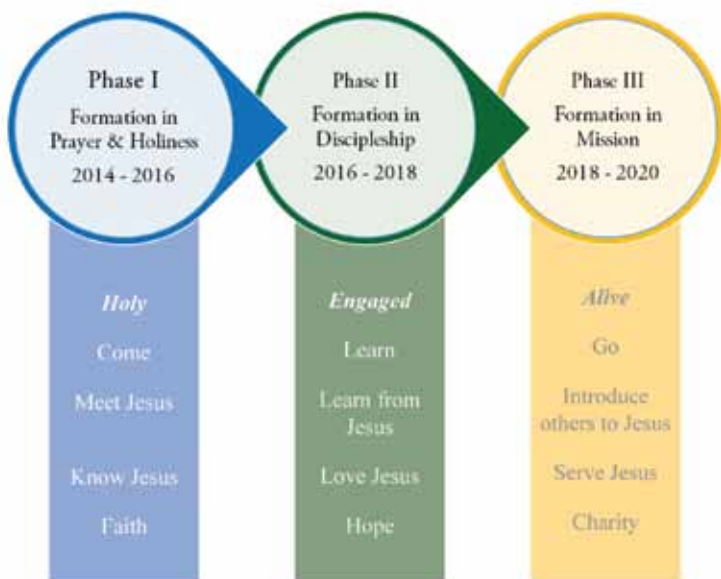 Phase I
Formation in
Prayer & Holiness
2014 - 2016
Holy
Come
Meet Jesus
Know Jesus
Faith
Phase II
Formation in
Discipleship
2016 - 2018
Engaged
Learn
Learn from
Jesus
Love Jesus
Hope
Phase III
Formation in
Mission
2018 - 2020
Alive
Go
Introduce
others to Jesus
Serve Jesus
Charity